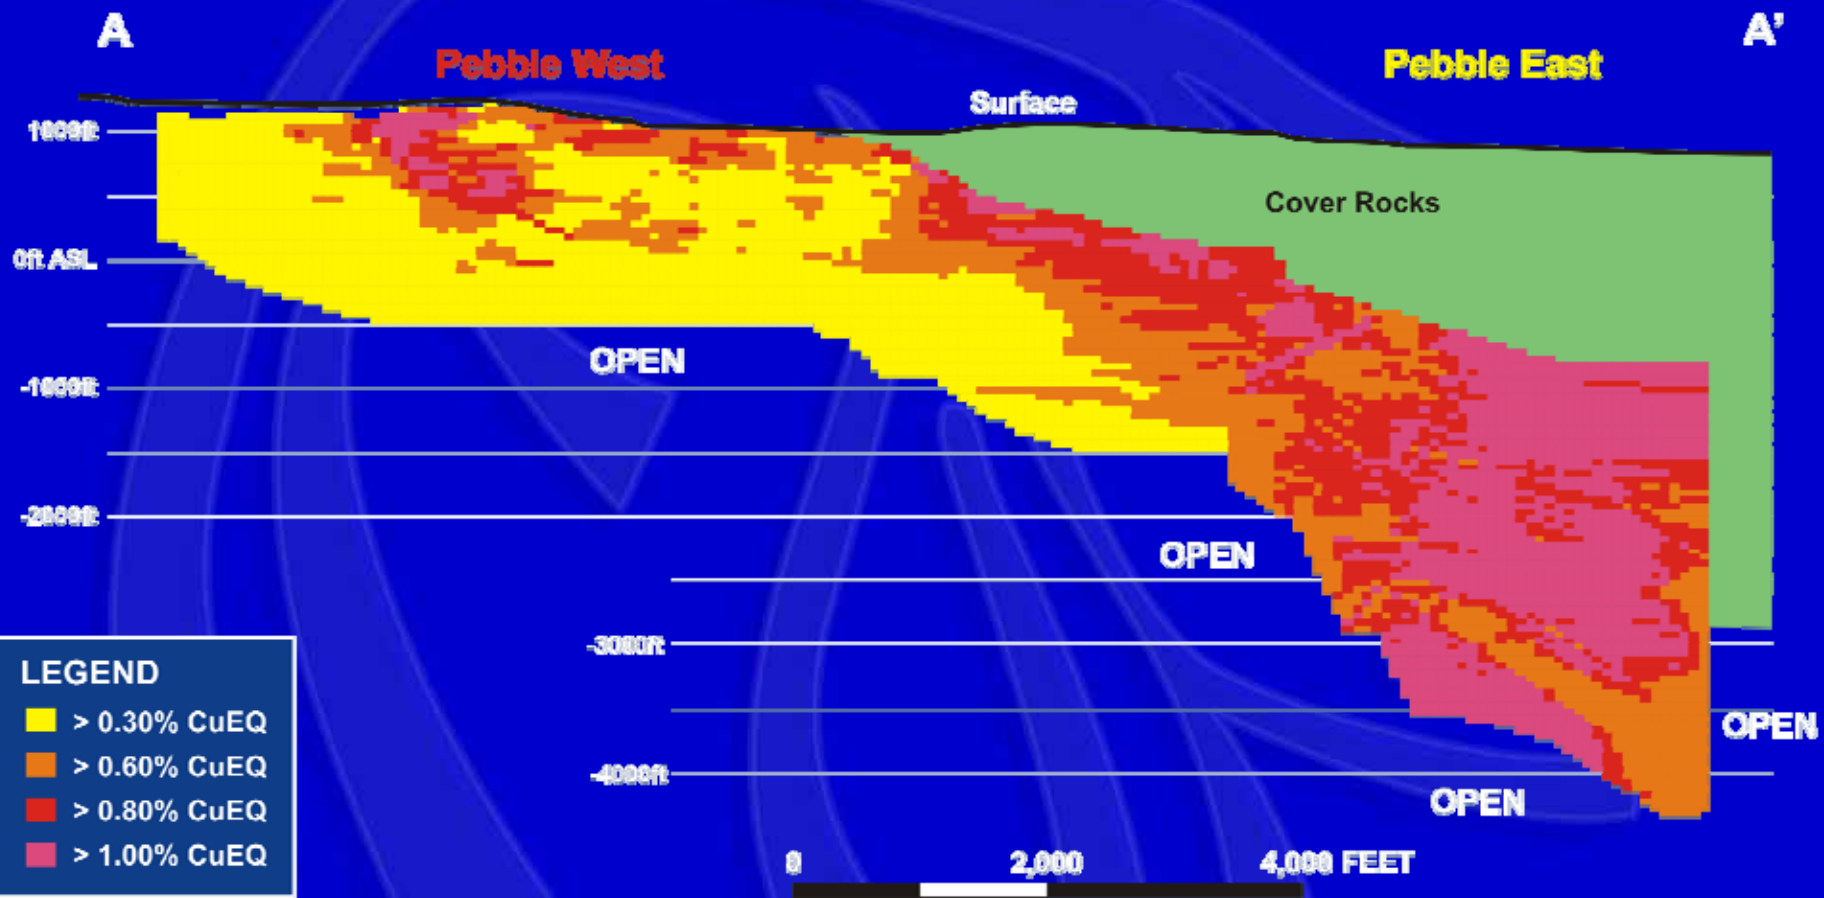 A
A'
Pebble West
Pebble East
Surface
1000ft
Cover Rocks
0ft ASL
OPEN
-1000ft
-2000ft
OPEN
-3000ft
LEGEND
> 0.30% CuEQ
> 0.60% CuEQ
> 0.80% CuEQ
> 1.00% CuEQ
OPEN
-4000ft
OPEN
0 2,000 4,000 FEET